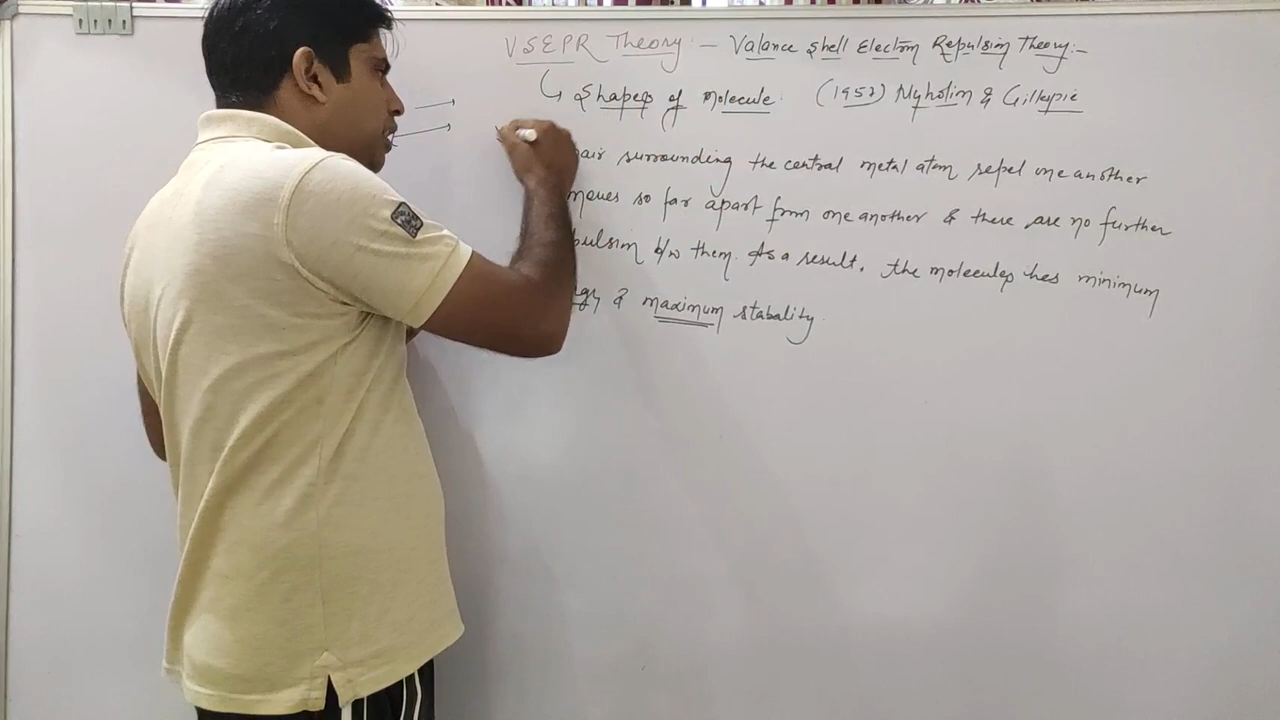 VSEPR Theory :- Valance Shell Electron Repulsion Theory:-
Shapes of Molecule. (1957) Nyholim & Gillespie
pair surrounding the central metal atom repel one another
moves so far apart from one another & there are no further
pulsion b/w them. As a result, the molecules has minimum
gy & maximum stability.